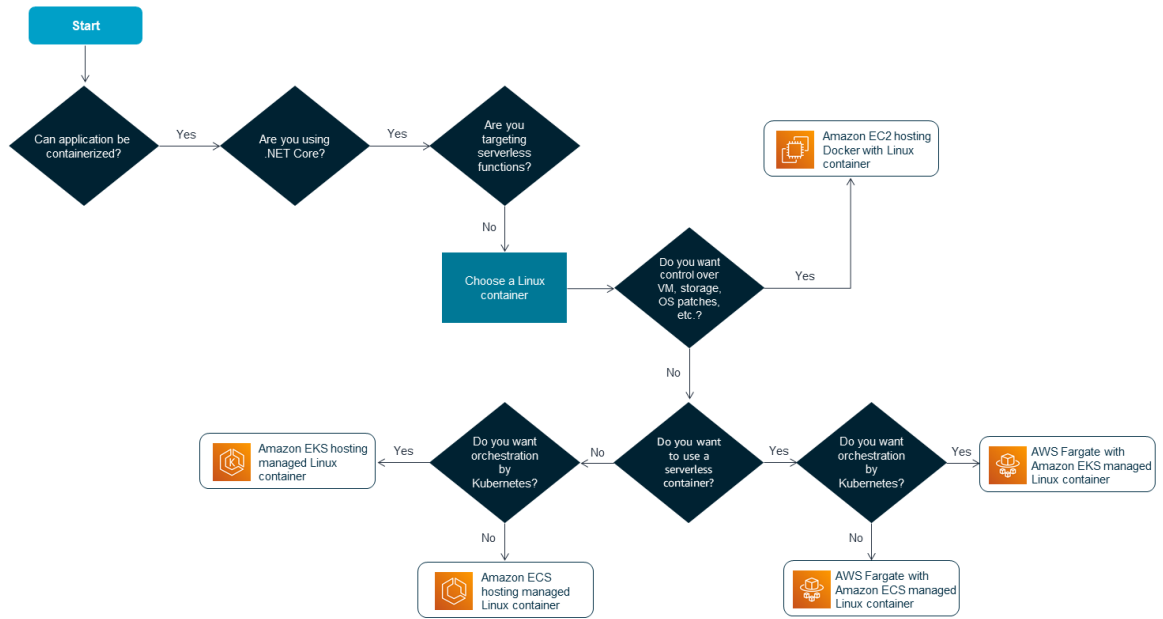 Start
Can application be
containerized?
Yes
Are you using
.NET Core?
Yes
Are you
targeting
serverless
functions?
No
Choose a Linux
container
Do you want
control over
VM, storage,
OS patches,
etc.?
Yes
Amazon EC2 hosting
Docker with Linux
container
No
Do you want
to use a
serverless
container?
No
Do you want
orchestration
by
Kubernetes?
Yes
Amazon EKS hosting
managed Linux
container
No
Amazon ECS
hosting managed
Linux container
Yes
Do you want
orchestration
by
Kubernetes?
Yes
AWS Fargate with
Amazon EKS managed
Linux container
No
AWS Fargate with
Amazon ECS managed
Linux container